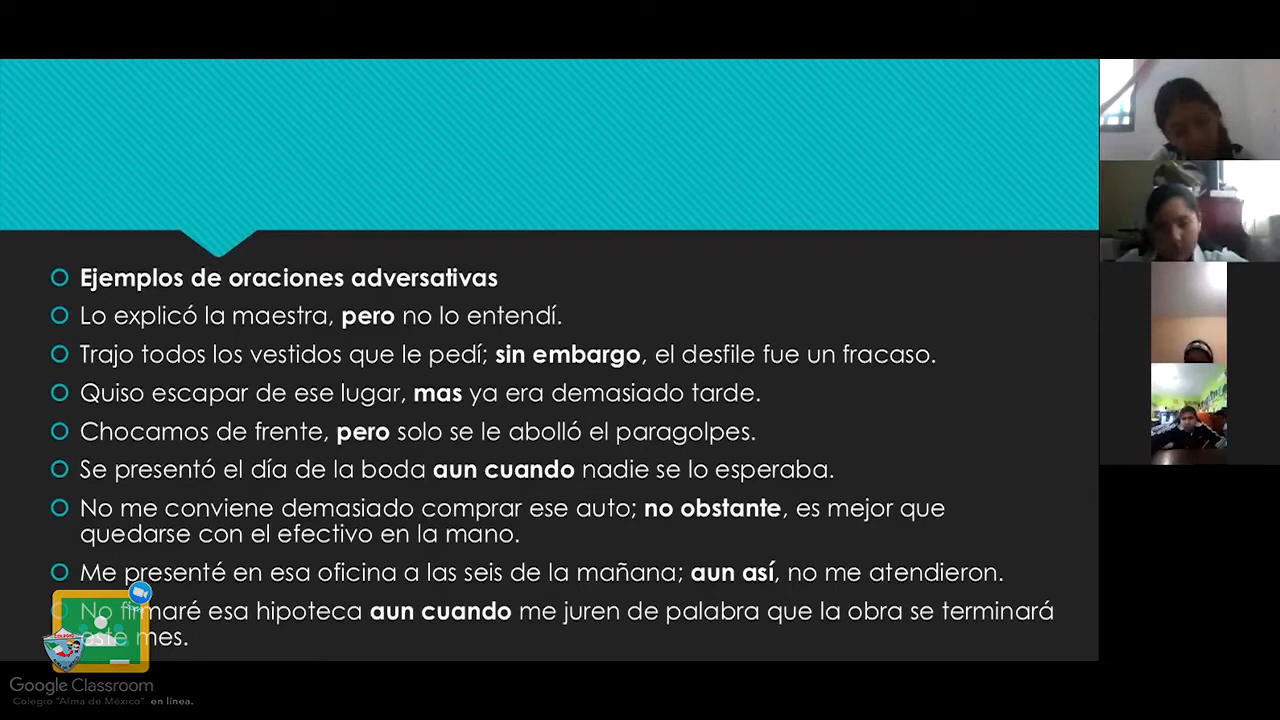 Ejemplos de oraciones adversativas
Lo explicó la maestra, pero no lo entendí.
Trajo todos los vestidos que le pedí; sin embargo, el desfile fue un fracaso.
Quiso escapar de ese lugar, mas ya era demasiado tarde.
Chocamos de frente, pero solo se le abolló el paragolpes.
Se presentó el día de la boda aun cuando nadie se lo esperaba.
No me conviene demasiado comprar ese auto; no obstante, es mejor que
quedarse con el efectivo en la mano.
Me presenté en esa oficina a las seis de la mañana; aun así, no me atendieron.
No firmaré esa hipoteca aun cuando me juren de palabra que la obra se terminará
este mes.
COLEGIO
Google Classroom
Colegio "Alma de México" en línea.